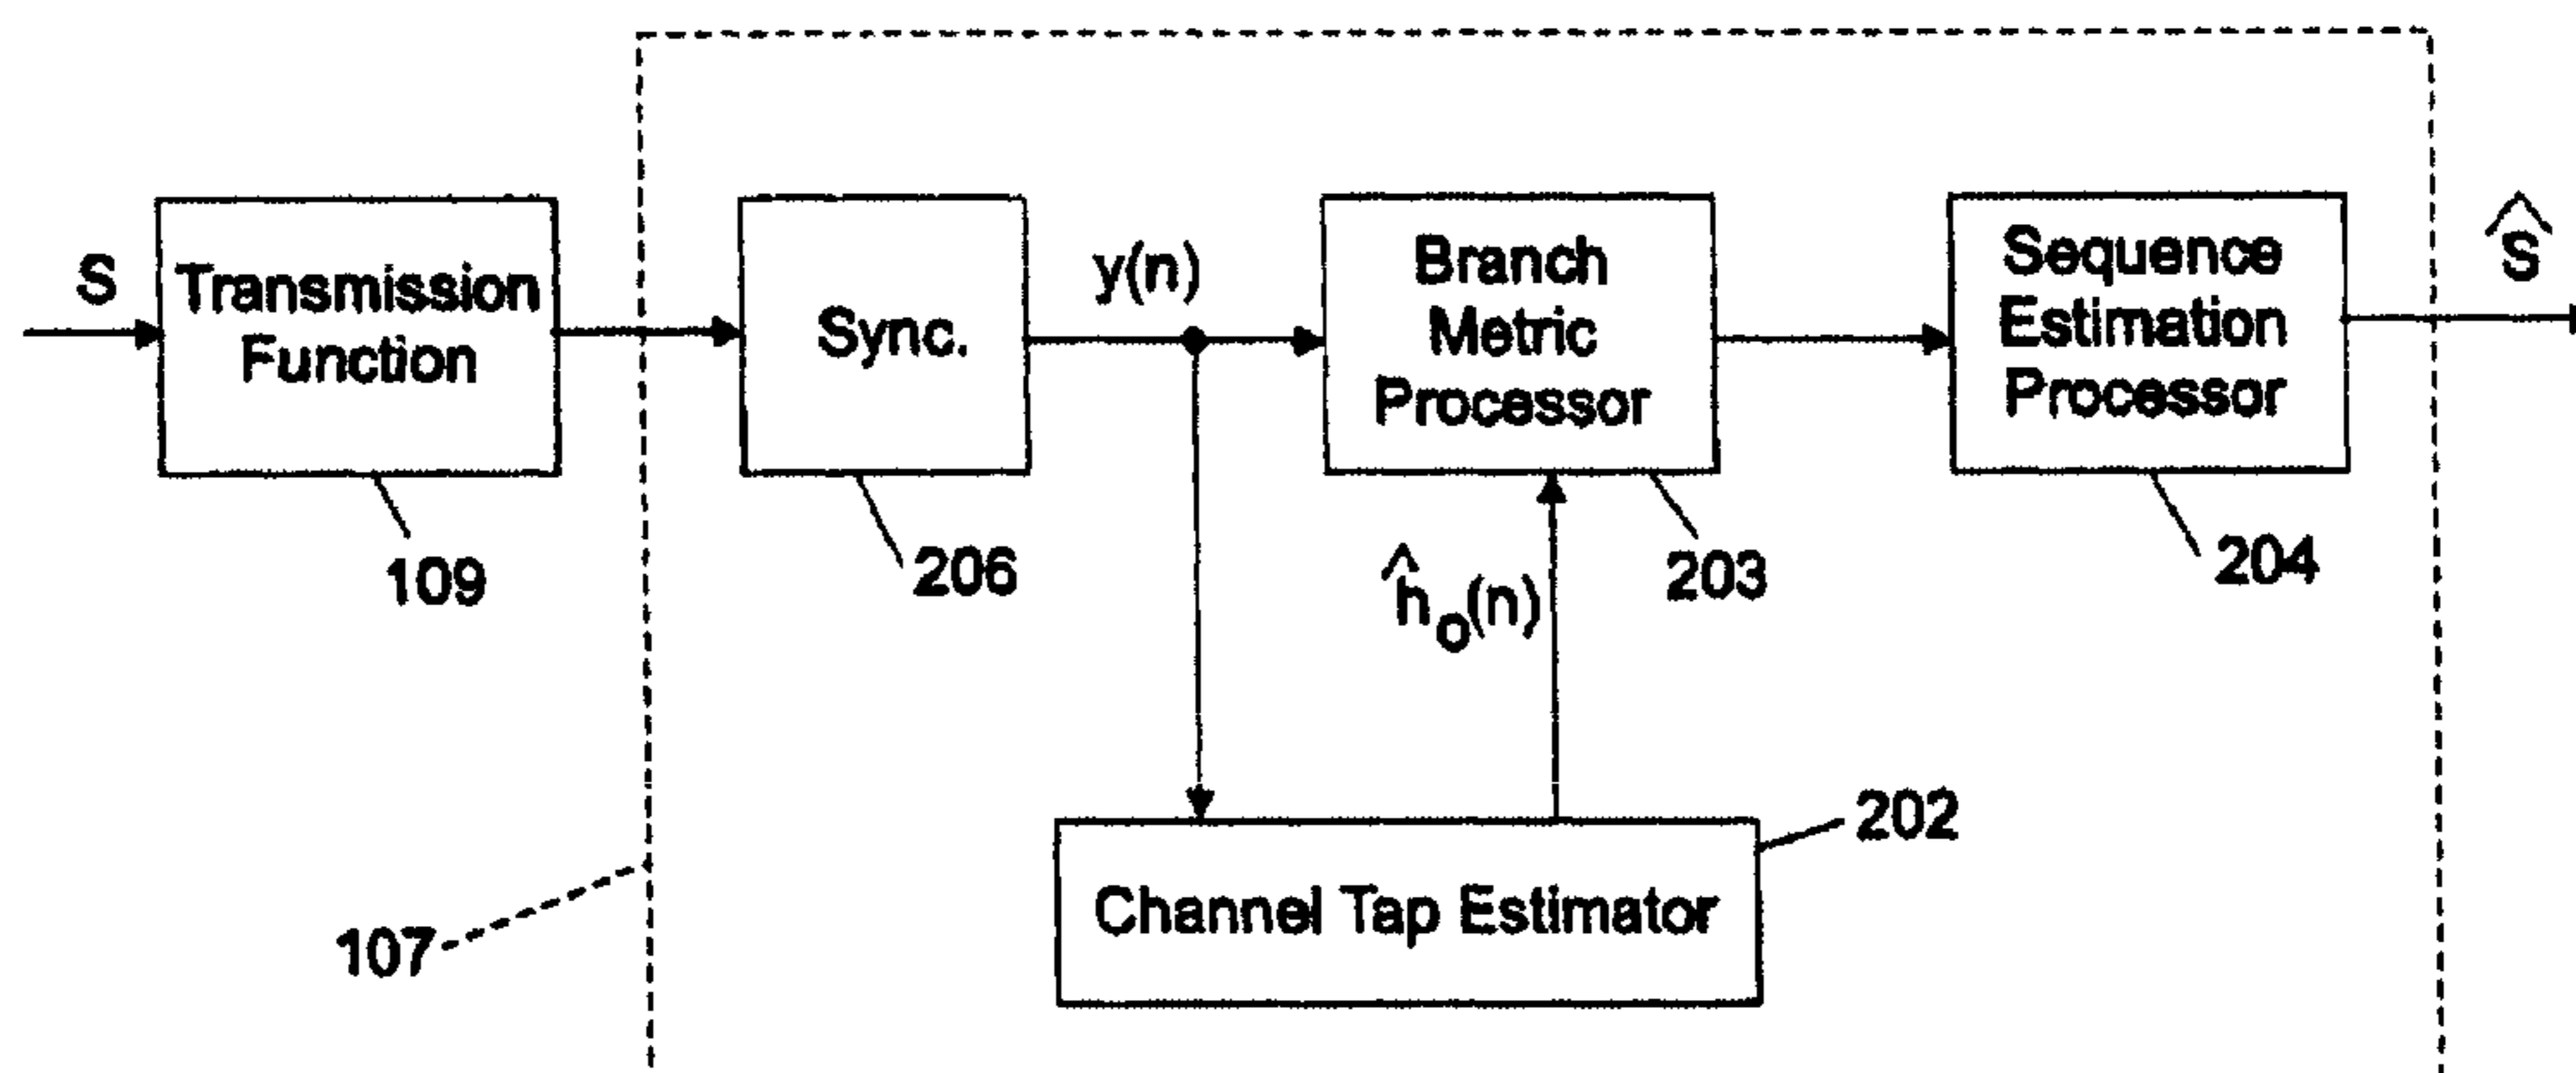 S
Transmission
Function
109
Sync.
206
y(n)
Branch
Metric
Processor
203
Sequence
Estimation
Processor
204
Ŝ
ĥo(n)
Channel Tap Estimator
202
107